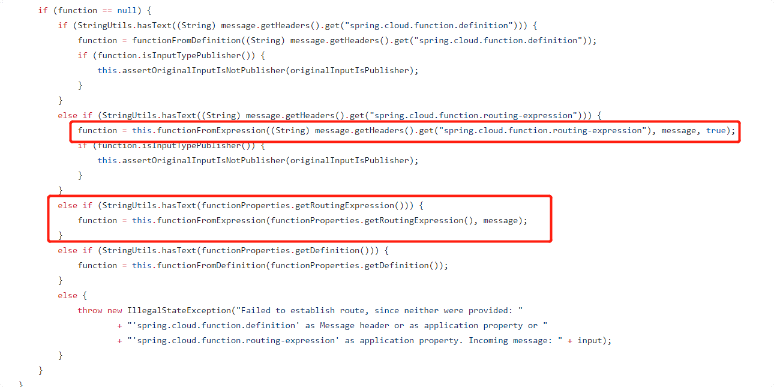 if (function == null) {
if (StringUtils.hasText((String) message.getHeaders().get("spring.cloud.function.definition"))) {
function = functionFromDefinition((String) message.getHeaders().get("spring.cloud.function.definition"));
if (function.isInputTypePublisher()) {
this.assertOriginalInputIsNotPublisher(originalInputIsPublisher);
}
}
else if (StringUtils.hasText((String) message.getHeaders().get("spring.cloud.function.routing-expression"))) {
function = this.functionFromExpression((String) message.getHeaders().get("spring.cloud.function.routing-expression"), message, true);
if (function.isInputTypePublisher()) {
this.assertOriginalInputIsNotPublisher(originalInputIsPublisher);
}
}
else if (StringUtils.hasText(functionProperties.getRoutingExpression())) {
function = this.functionFromExpression(functionProperties.getRoutingExpression(), message);
}
else if (StringUtils.hasText(functionProperties.getDefinition())) {
function = this.functionFromDefinition(functionProperties.getDefinition());
}
else {
throw new IllegalStateException("Failed to establish route, since neither were provided: "
+ "'spring.cloud.function.definition' as Message header or as application property or "
+ "'spring.cloud.function.routing-expression' as application property. Incoming message: " + input);
}
}
}